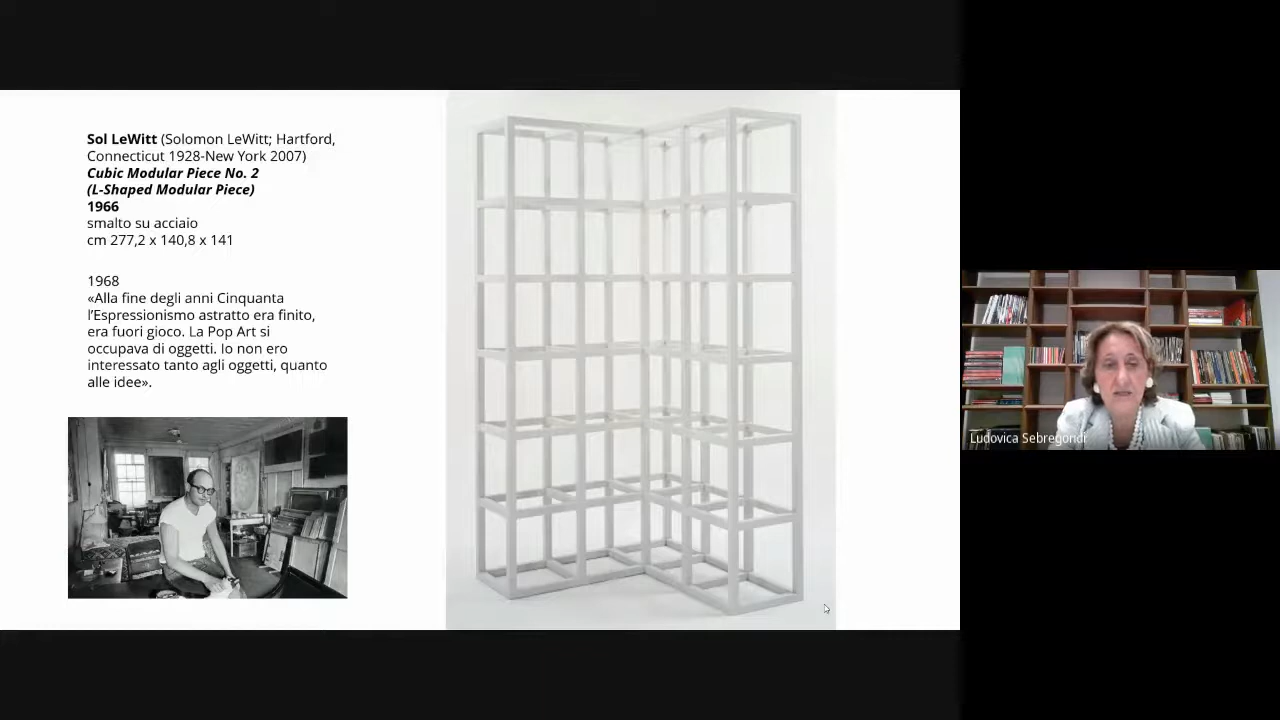 Sol LeWitt (Solomon LeWitt; Hartford,
Connecticut 1928-New York 2007)
Cubic Modular Piece No. 2
(L-Shaped Modular Piece)
1966
smalto su acciaio
cm 277,2 x 140,8 x 141
1968
«Alla fine degli anni Cinquanta
l’Espressionismo astratto era finito,
era fuori gioco. La Pop Art si
occupava di oggetti. Io non ero
interessato tanto agli oggetti, quanto
alle idee».
Ludovica Sebregondi